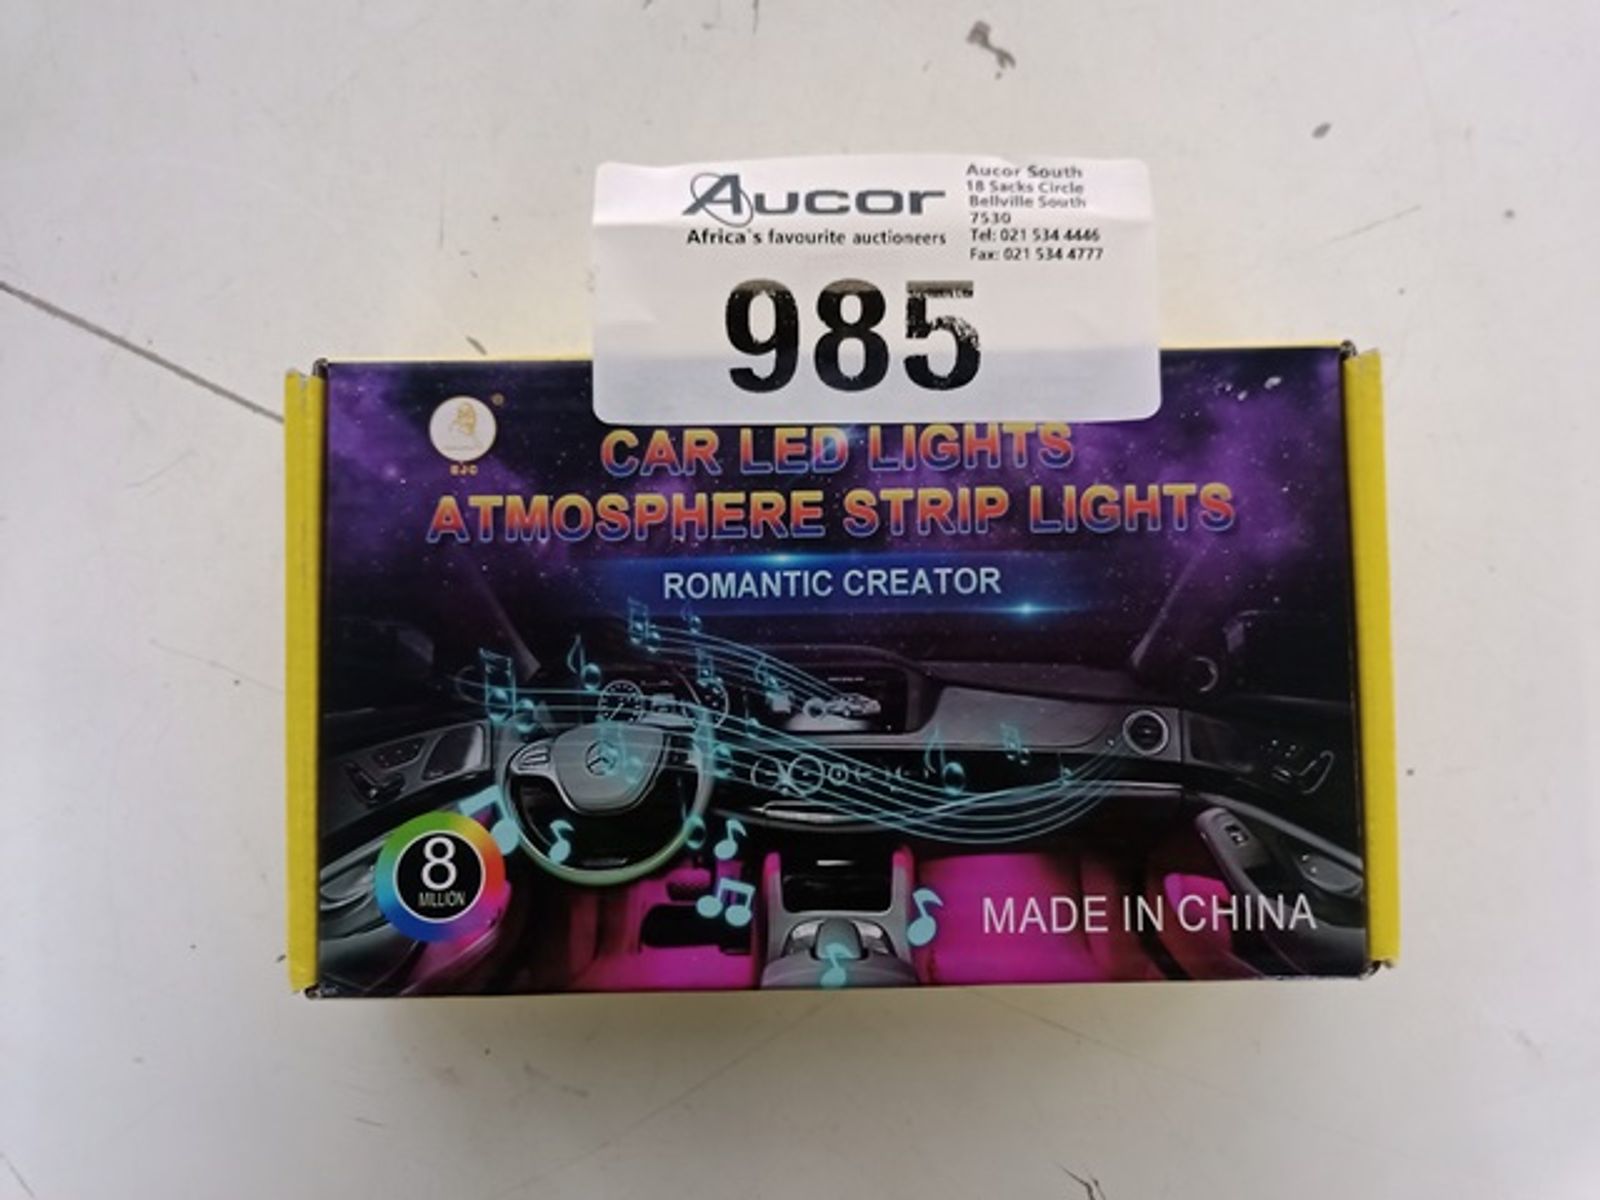 Aucor
Africa's favourite auctioneers
Aucor South
18 Sacks Circle
Bellville South
7530
Tel: 021 534 4446
Fax: 021 534 4777
985
®
CAR LED LIGHTS
ATMOSPHERE STRIP LIGHTS
ROMANTIC CREATOR
8
MILLION
MADE IN CHINA